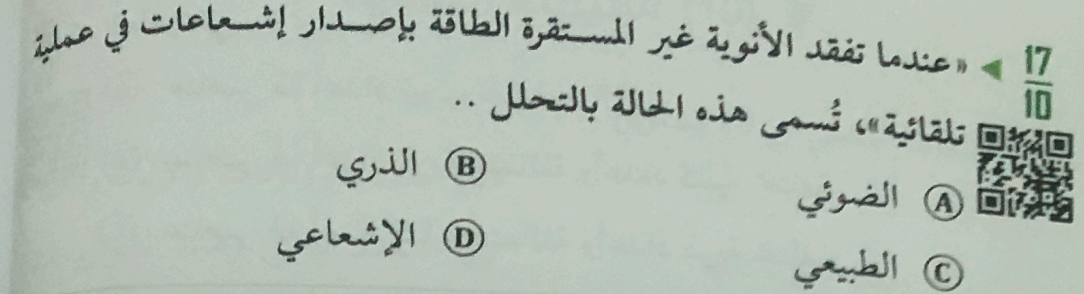 17
10
«عندما تفقد الأنوية غير المستقرة الطاقة بإصدار إشعاعات في عملية
تلقائية»، تُسمى هذه الحالة بالتحلل ..
A الضوئي
B الذري
C الطبيعي
D الإشعاعي